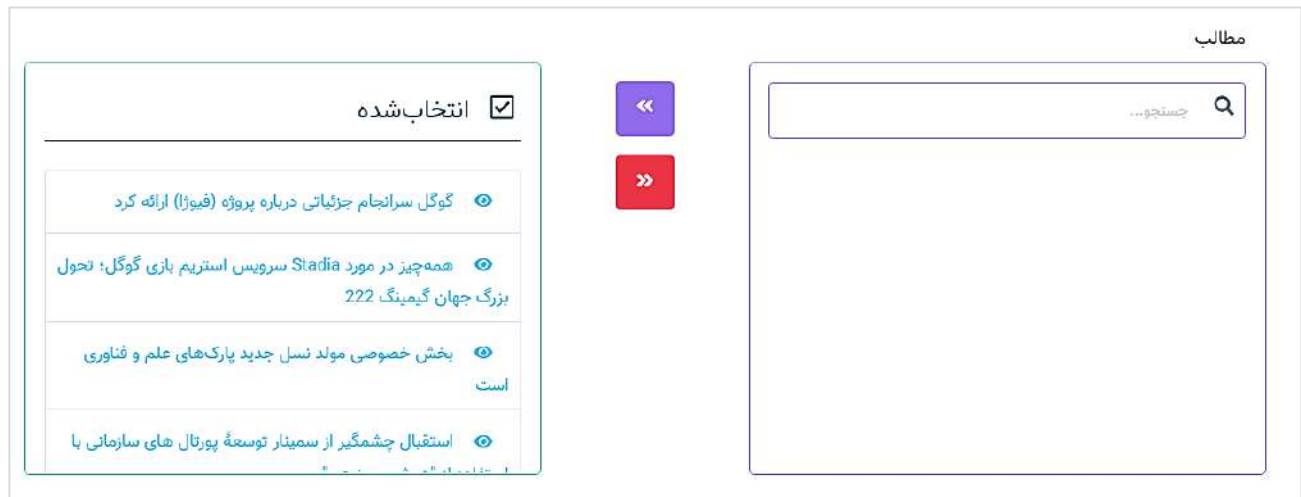 مطالب
جستجو...
انتخاب‌شده
گوگل سرانجام جزئیاتی درباره پروژه (فیوژا) ارائه کرد
همه‌چیز در مورد Stadia سرویس استریم بازی گوگل؛ تحول
بزرگ جهان گیمینگ 222
بخش خصوصی مولد نسل جدید پارک‌های علم و فناوری
است
استقبال چشمگیر از سمینار توسعهٔ پورتال های سازمانی با